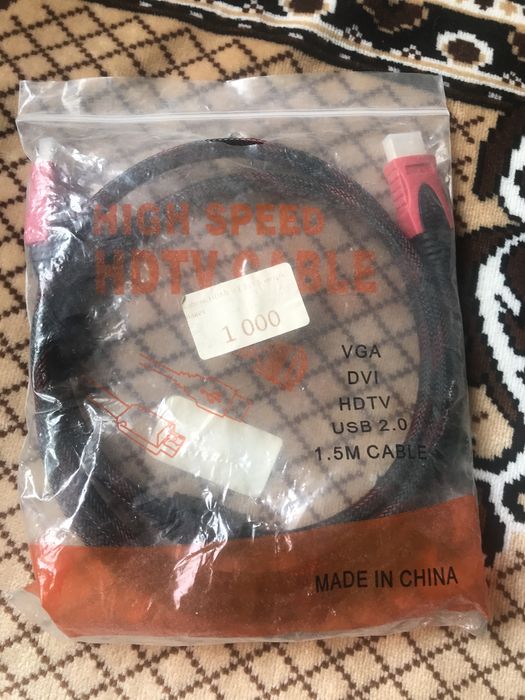 HIGH SPEED
HDTV CABLE
1 000
VGA
DVI
HDTV
USB 2.0
1.5M CABLE
MADE IN CHINA